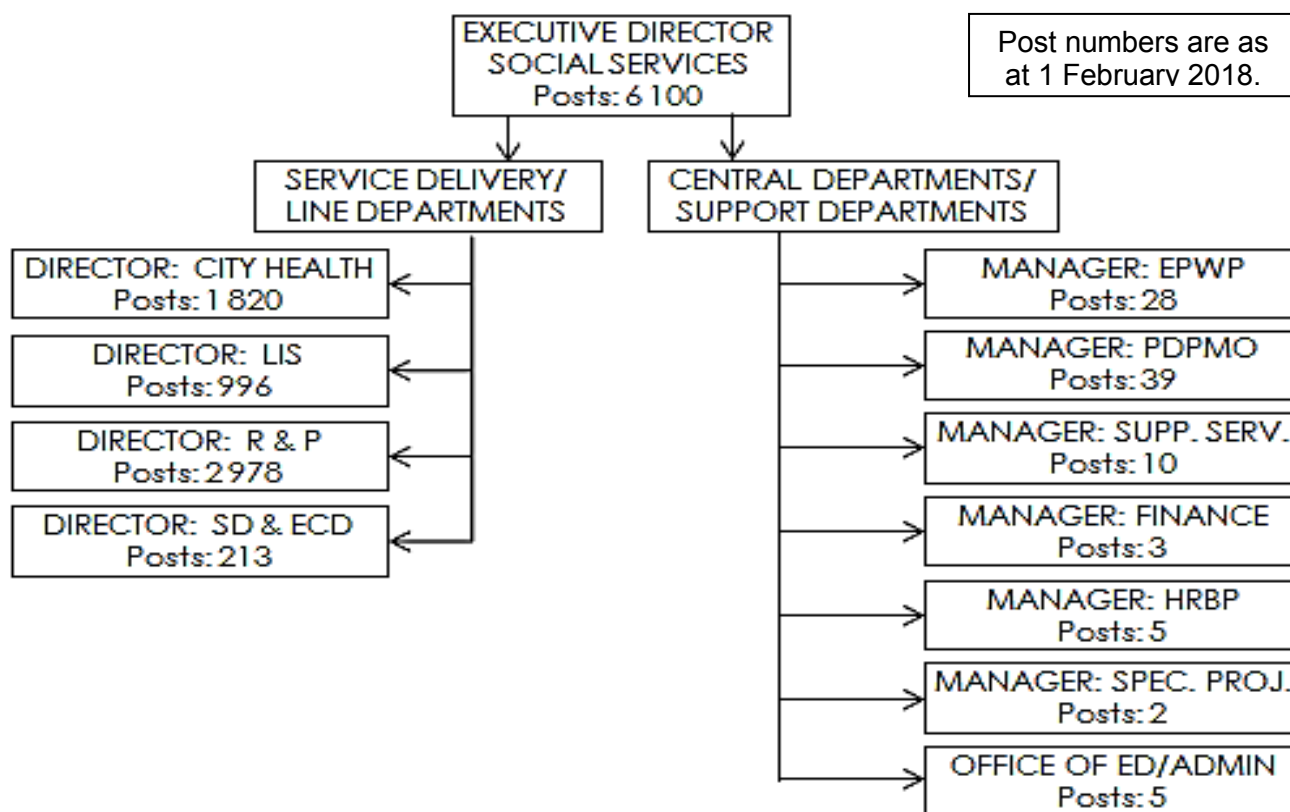 EXECUTIVE DIRECTOR
SOCIAL SERVICES
Posts: 6 100
Post numbers are as
at 1 February 2018.
SERVICE DELIVERY/
LINE DEPARTMENTS
CENTRAL DEPARTMENTS/
SUPPORT DEPARTMENTS
DIRECTOR: CITY HEALTH
Posts: 1 820
DIRECTOR: LIS
Posts: 996
DIRECTOR: R & P
Posts: 2 978
DIRECTOR: SD & ECD
Posts: 213
MANAGER: EPWP
Posts: 28
MANAGER: PDPMO
Posts: 39
MANAGER: SUPP. SERV.
Posts: 10
MANAGER: FINANCE
Posts: 3
MANAGER: HRBP
Posts: 5
MANAGER: SPEC. PROJ.
Posts: 2
OFFICE OF ED/ADMIN
Posts: 5